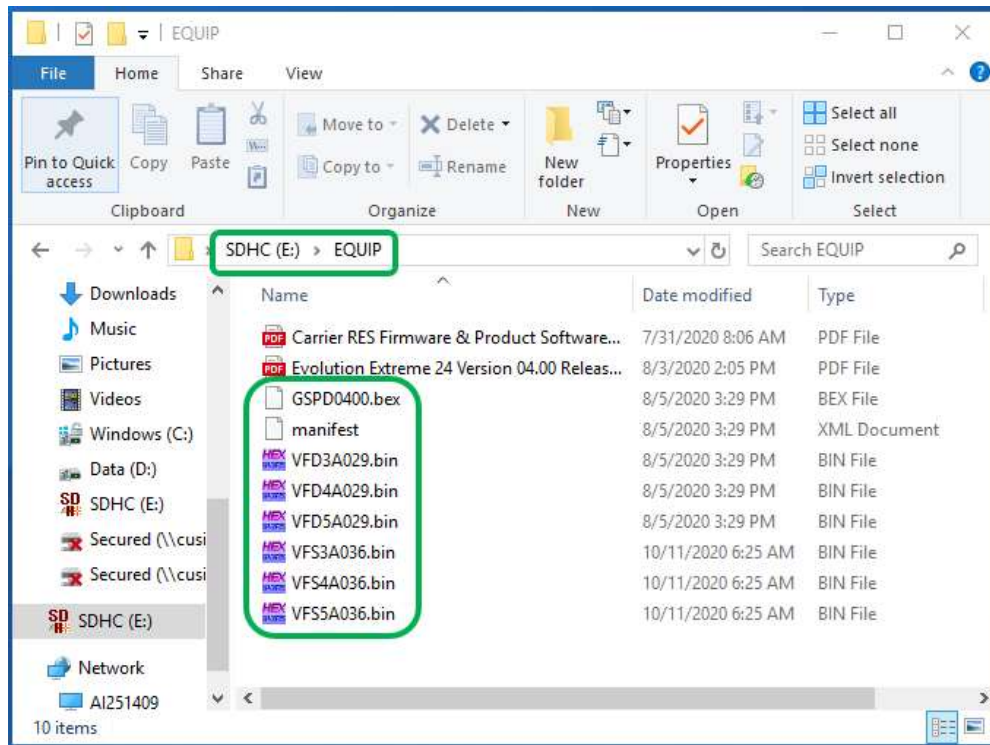 EQUIP
File Home Share View
Pin to Quick access Copy Paste
Move to Copy to Delete Rename
New folder
Properties
Select all
Select none
Invert selection
Clipboard Organize New Open Select
SDHC (E:) EQUIP Search EQUIP
Name Date modified Type
Downloads
Music
Pictures
Videos
Windows (C:)
Data (D:)
SDHC (E:)
Secured (\\cusi
Secured (\\cusi
SDHC (E:)
Network
AI251409
Carrier RES Firmware & Product Software... 7/31/2020 8:06 AM PDF File
Evolution Extreme 24 Version 04.00 Releas... 8/3/2020 2:05 PM PDF File
GSPD0400.bex 8/5/2020 3:29 PM BEX File
manifest 8/5/2020 3:29 PM XML Document
VFD3A029.bin 8/5/2020 3:29 PM BIN File
VFD4A029.bin 8/5/2020 3:29 PM BIN File
VFD5A029.bin 8/5/2020 3:29 PM BIN File
VFS3A036.bin 10/11/2020 6:25 AM BIN File
VFS4A036.bin 10/11/2020 6:25 AM BIN File
VFS5A036.bin 10/11/2020 6:25 AM BIN File
10 items